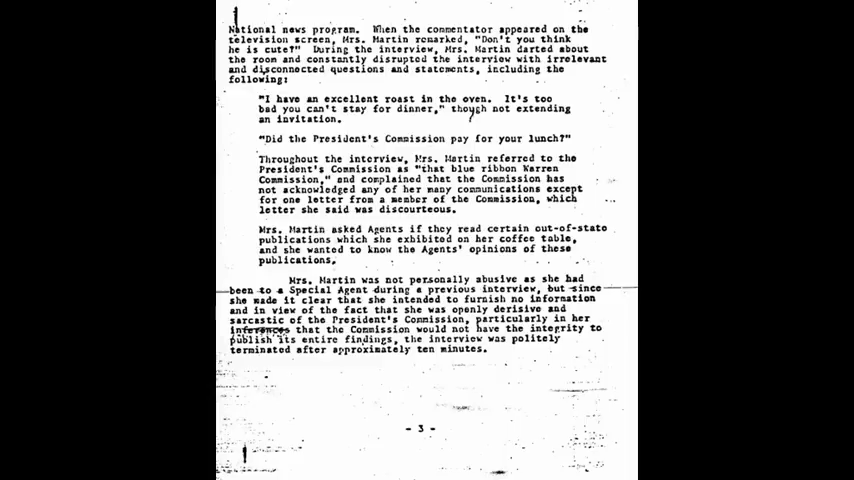 National news program. When the commentator appeared on the
television screen, Mrs. Martin remarked, "Don't you think
he is cute?" During the interview, Mrs. Martin darted about
the room and constantly disrupted the interview with irrelevant
and disconnected questions and statements, including the
following:
"I have an excellent roast in the oven. It's too
bad you can't stay for dinner," though not extending
an invitation.
"Did the President's Commission pay for your lunch?"
Throughout the interview, Mrs. Martin referred to the
President's Commission as "that blue ribbon Warren
Commission," and complained that the Commission has
not acknowledged any of her many communications except
for one letter from a member of the Commission, which
letter she said was discourteous.
Mrs. Martin asked Agents if they read certain out-of-state
publications which she exhibited on her coffee table,
and she wanted to know the Agents' opinions of these
publications.
Mrs. Martin was not personally abusive as she had
been to a Special Agent during a previous interview, but since
she made it clear that she intended to furnish no information
and in view of the fact that she was openly derisive and
sarcastic of the President's Commission, particularly in her
inferences that the Commission would not have the integrity to
publish its entire findings, the interview was politely
terminated after approximately ten minutes.
- 3 -